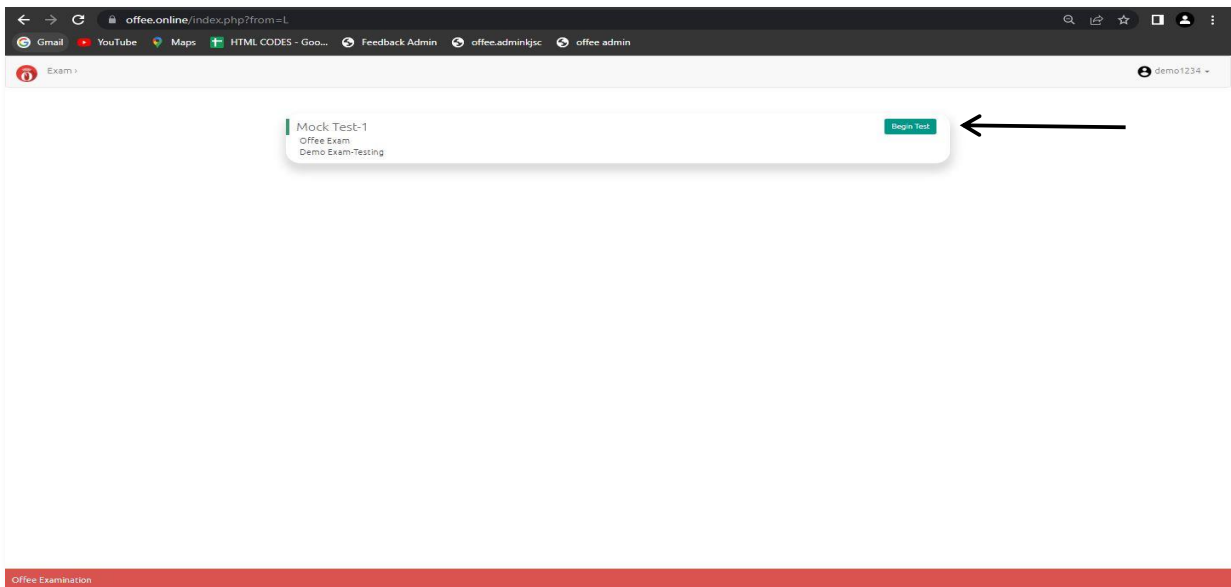 offee.online/index.php?from=L
Gmail YouTube Maps HTML CODES - Goo... Feedback Admin offee.adminkjsc offee admin
Exam › demo1234
Mock Test-1 Begin Test
Offee Exam
Demo Exam-Testing
Offee Examination